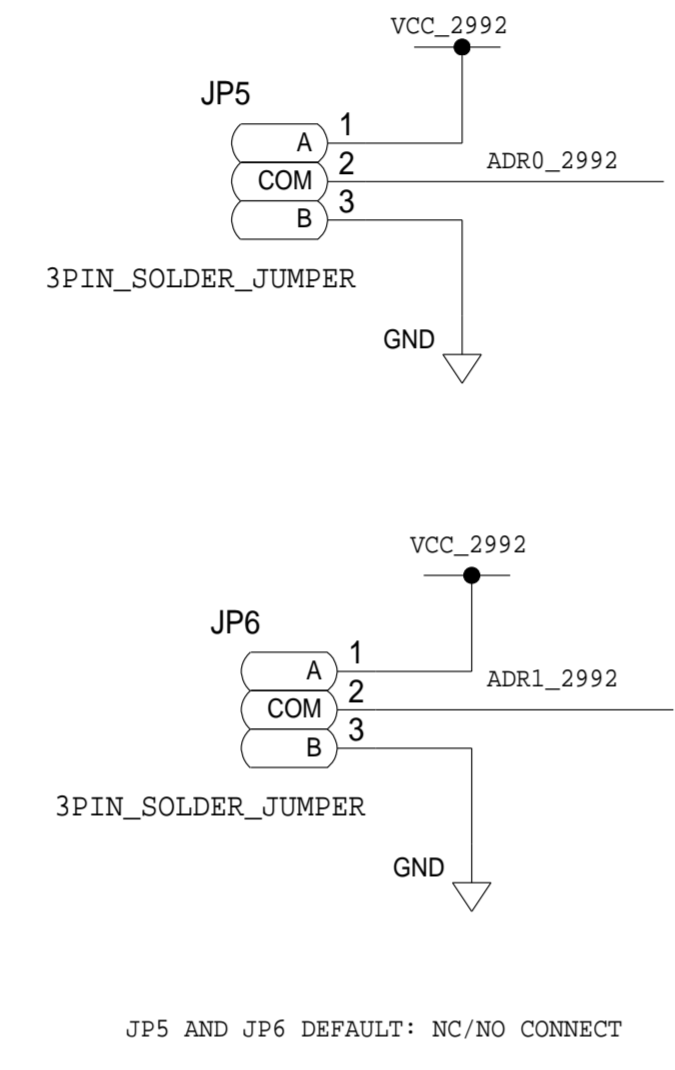 VCC_2992
JP5
1
A
2
COM
ADR0_2992
3
B
3PIN_SOLDER_JUMPER
GND
VCC_2992
JP6
1
A
2
COM
ADR1_2992
3
B
3PIN_SOLDER_JUMPER
GND
JP5 AND JP6 DEFAULT: NC/NO CONNECT